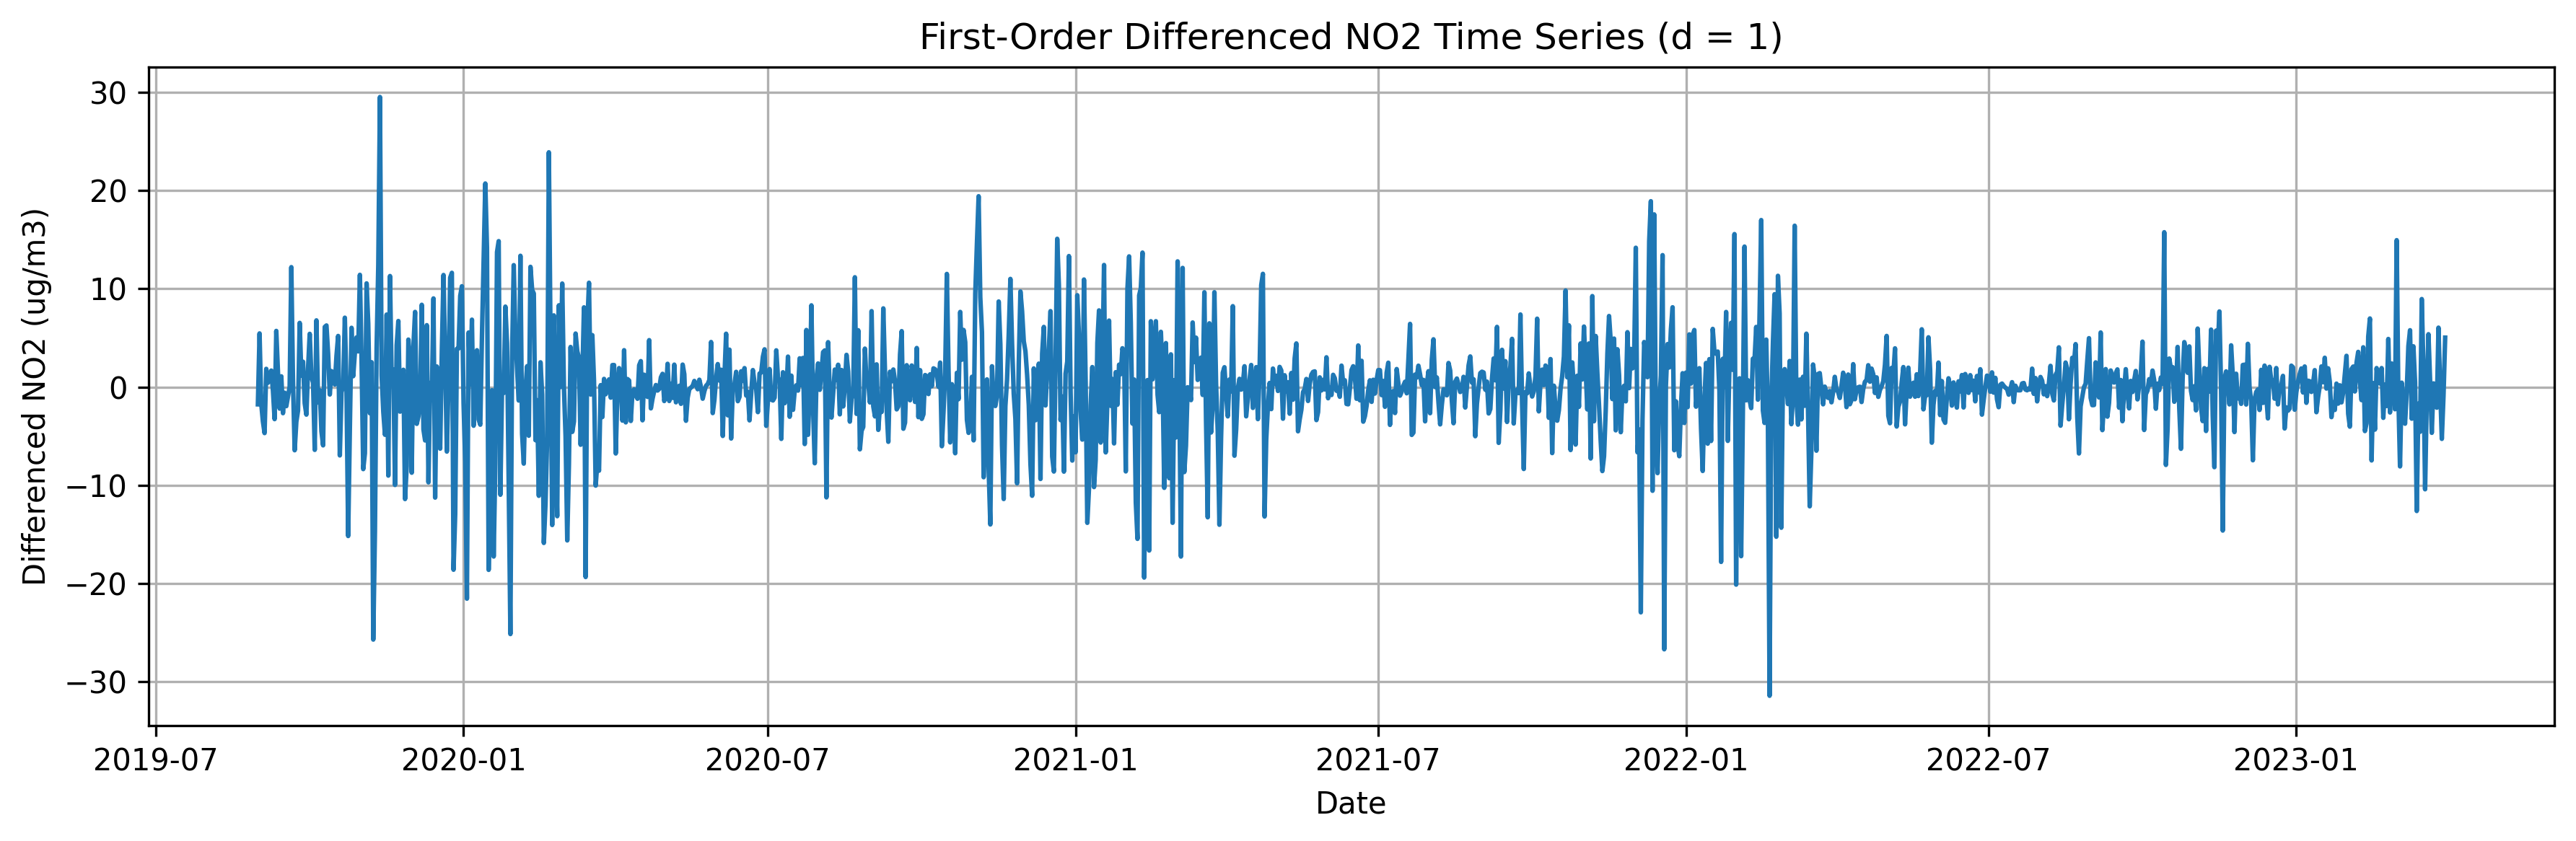 First-Order Differenced NO2 Time Series (d = 1)
Differenced NO2 (ug/m3)
30
20
10
0
−10
−20
−30
2019-07 2020-01 2020-07 2021-01 2021-07 2022-01 2022-07 2023-01
Date